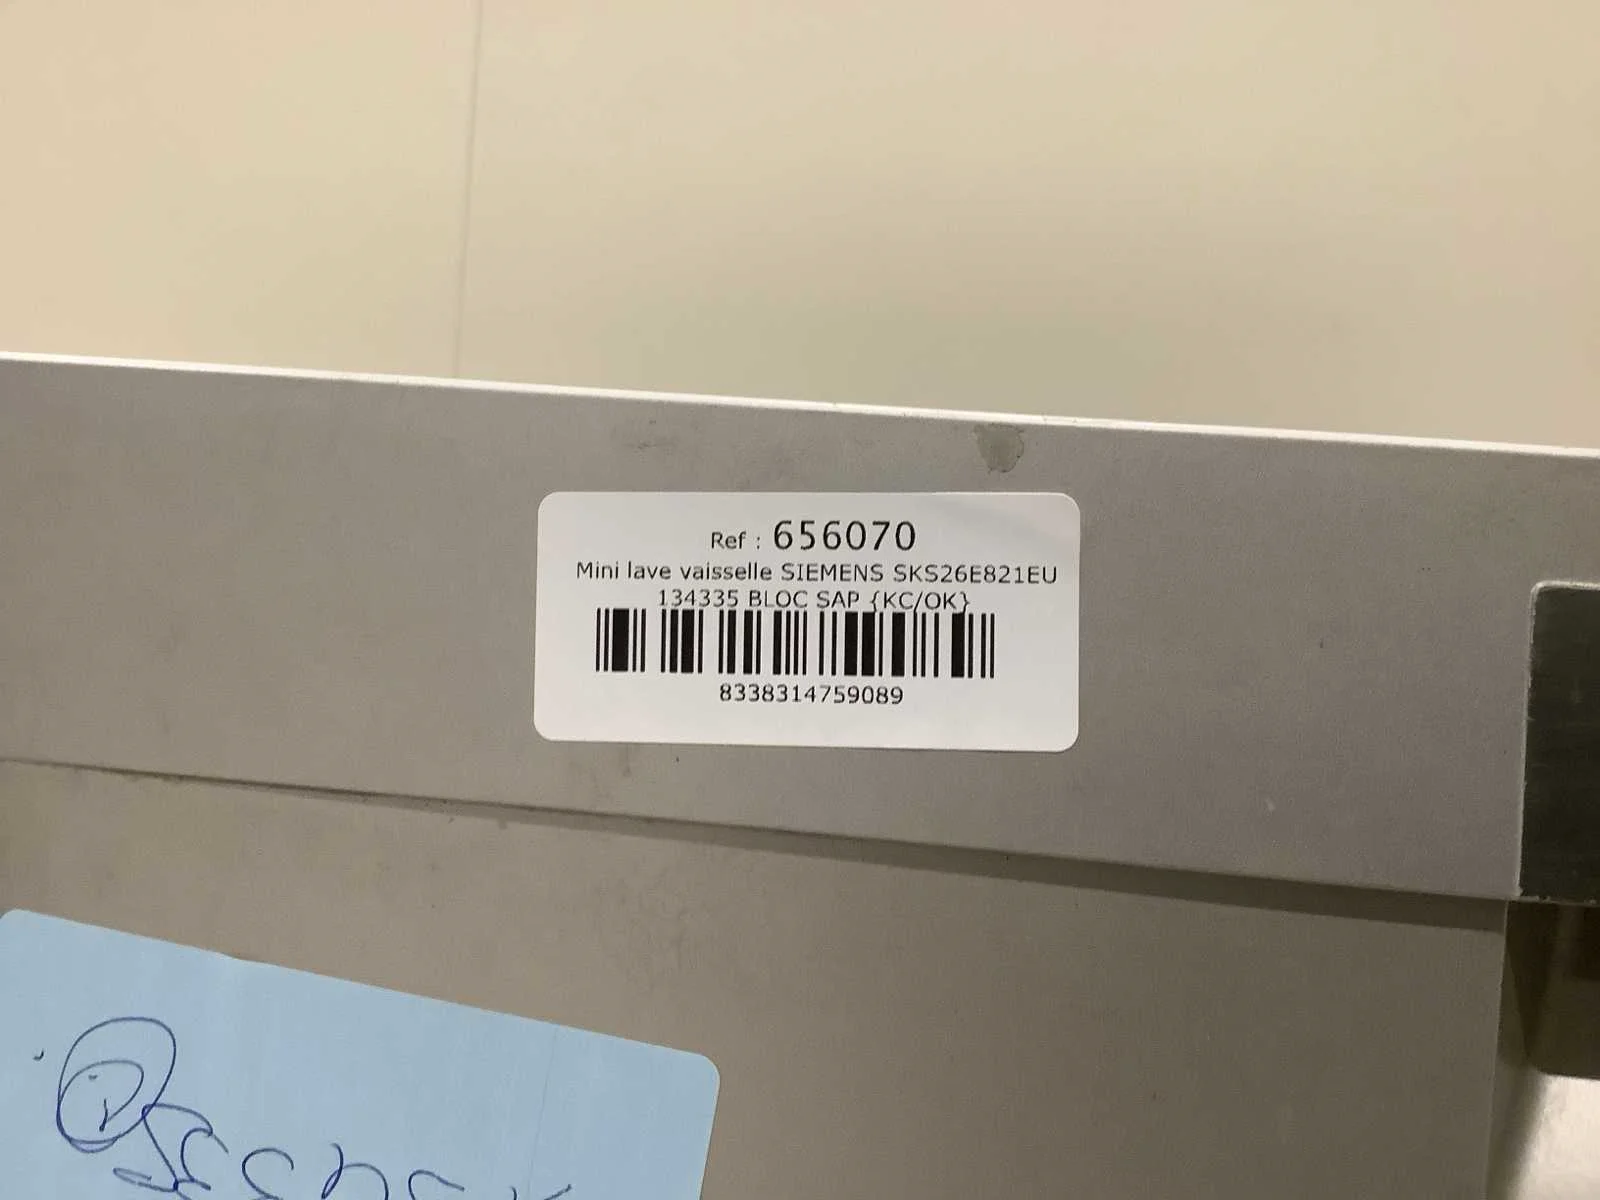 Ref : 656070
Mini lave vaisselle SIEMENS SKS26E821EU
134335 BLOC SAP {KC/OK}
8338314759089